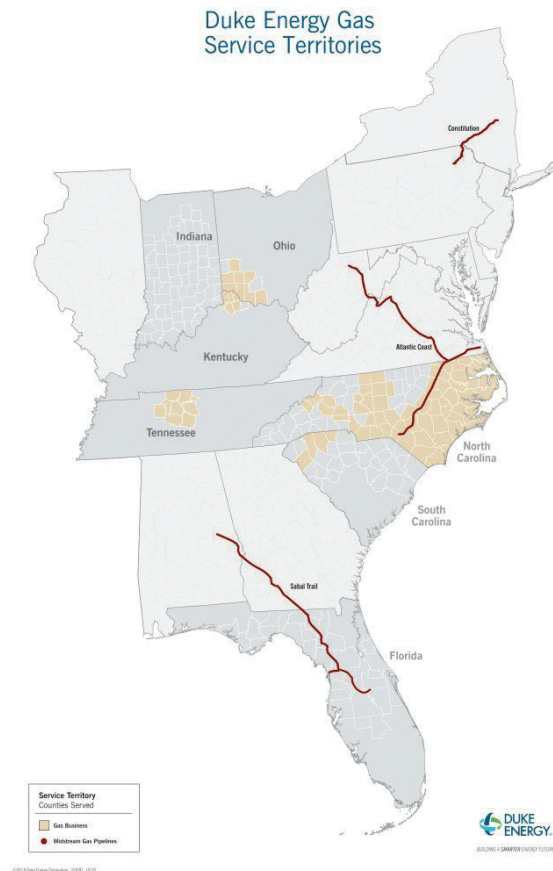 Duke Energy Gas
Service Territories
Constitution
Indiana
Ohio
Kentucky
Atlantic Coast
Tennessee
North
Carolina
South
Carolina
Sabal Trail
Florida
Service Territory
Counties Served
Gas Business
Midstream Gas Pipelines
DUKE
ENERGY®
BUILDING A SMARTER ENERGY FUTURE